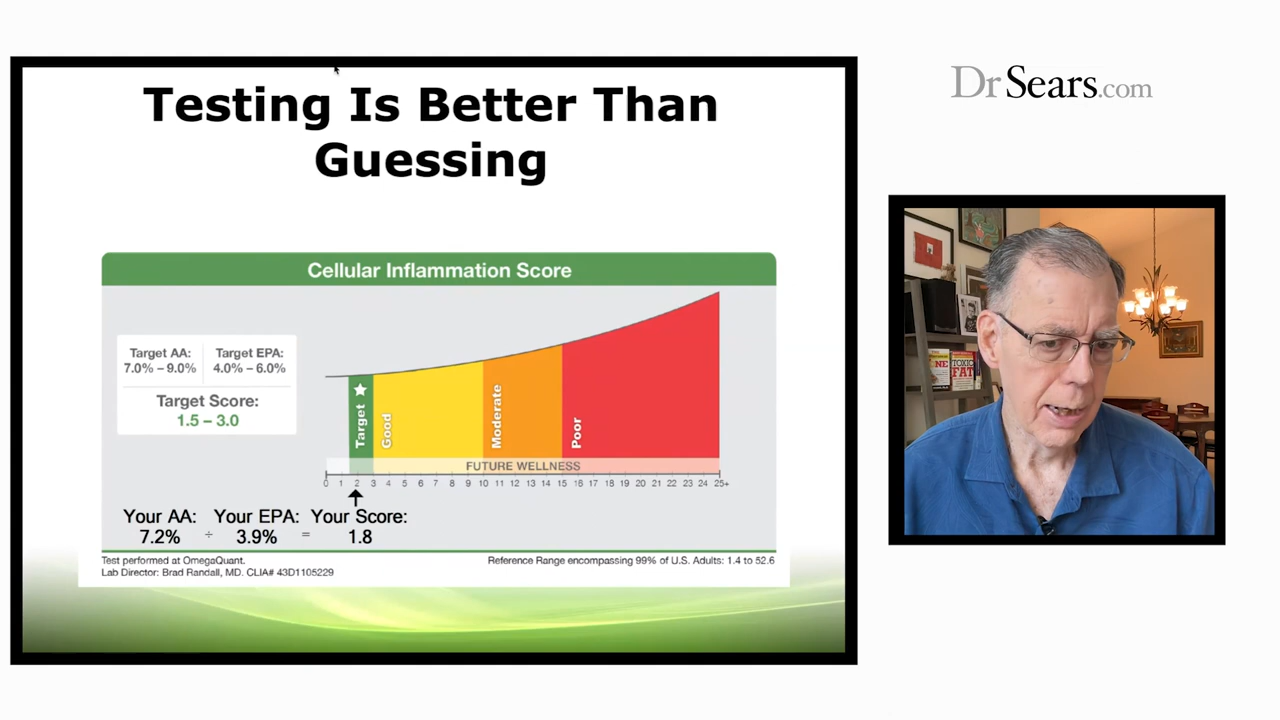 Testing Is Better Than
Guessing
DrSears.com
Cellular Inflammation Score
Target AA: Target EPA:
7.0% – 9.0% 4.0% – 6.0%
Target Score:
1.5 – 3.0
Target
Good
Moderate
Poor
FUTURE WELLNESS
0 1 2 3 4 5 6 7 8 9 10 11 12 13 14 15 16 17 18 19 20 21 22 23 24 25+
Your AA: Your EPA: Your Score:
7.2% ÷ 3.9% = 1.8
Test performed at OmegaQuant.
Lab Director: Brad Randall, MD. CLIA# 43D1105229
Reference Range encompassing 99% of U.S. Adults: 1.4 to 52.6
TOXIC
FAT